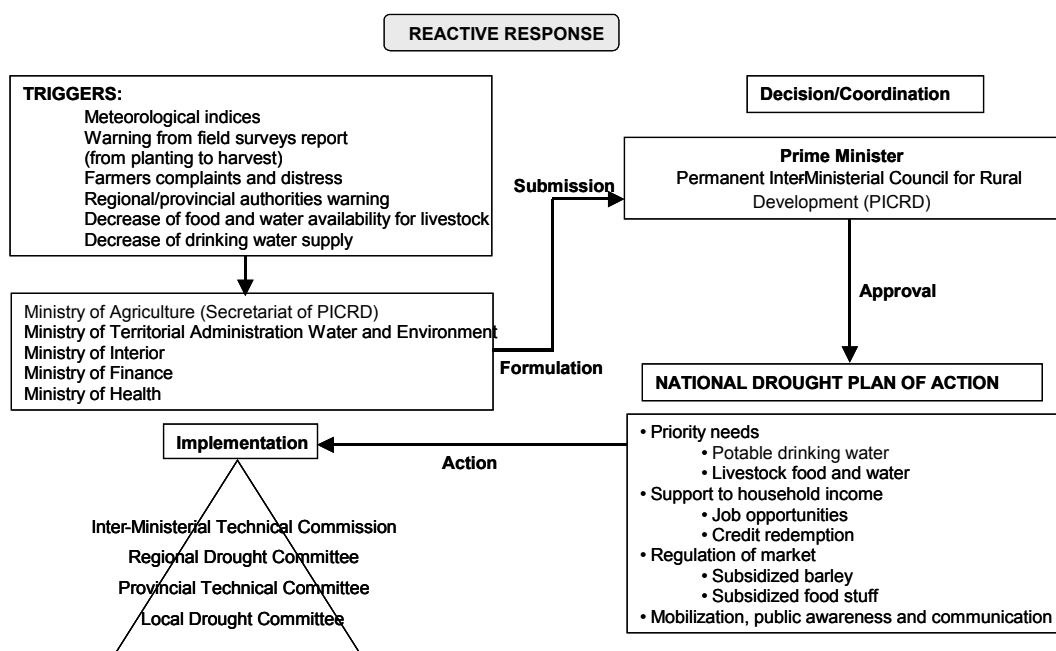 REACTIVE RESPONSE
TRIGGERS:
Meteorological indices
Warning from field surveys report
(from planting to harvest)
Farmers complaints and distress
Regional/provincial authorities warning
Decrease of food and water availability for livestock
Decrease of drinking water supply
Decision/Coordination
Prime Minister
Permanent Inter-Ministerial Council for Rural
Development (PICRD)
Submission
Ministry of Agriculture (Secretariat of PICRD)
Ministry of Territorial Administration Water and Environment
Ministry of Interior
Ministry of Finance
Ministry of Health
Formulation
Approval
NATIONAL DROUGHT PLAN OF ACTION
• Priority needs
• Potable drinking water
• Livestock food and water
• Support to household income
• Job opportunities
• Credit redemption
• Regulation of market
• Subsidized barley
• Subsidized food stuff
• Mobilization, public awareness and communication
Action
Implementation
Inter-Ministerial Technical Commission
Regional Drought Committee
Provincial Technical Committee
Local Drought Committee